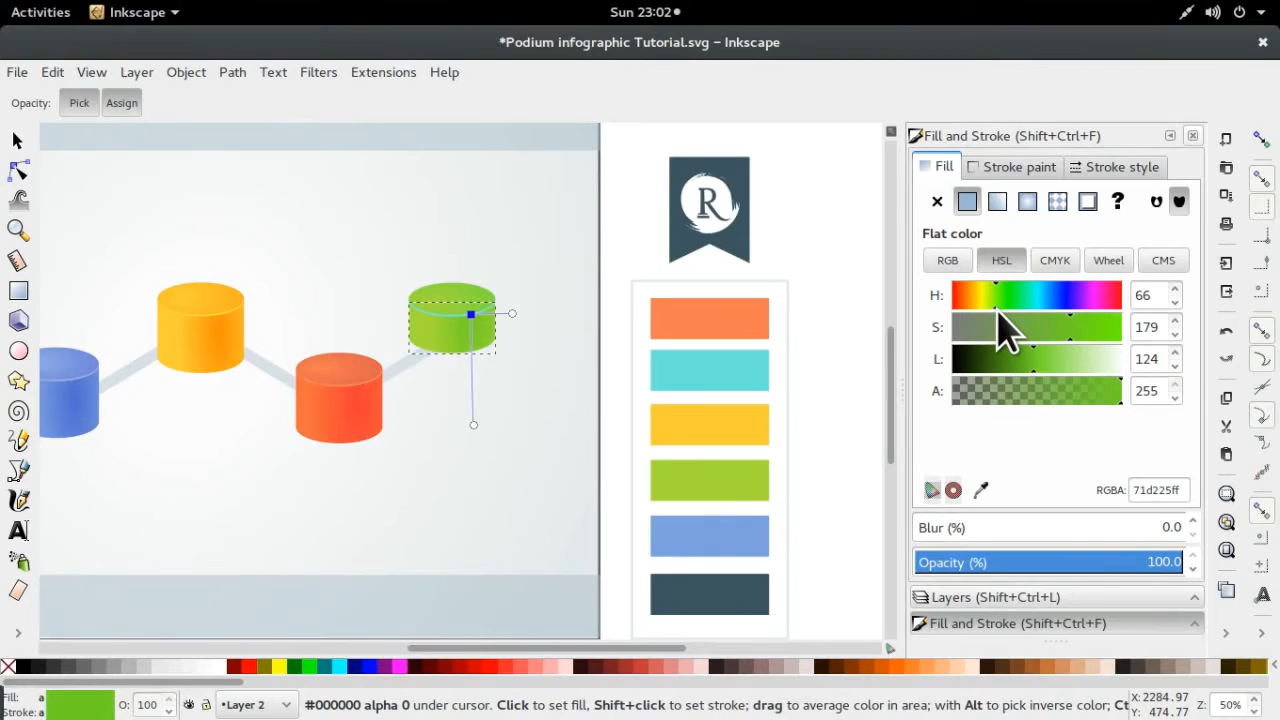 Activities Inkscape Sun 23:02
*Podium infographic Tutorial.svg – Inkscape
File Edit View Layer Object Path Text Filters Extensions Help
Opacity: Pick Assign
R
Fill and Stroke (Shift+Ctrl+F)
Fill Stroke paint Stroke style
?
Flat color
RGB HSL CMYK Wheel CMS
H: 66
S: 179
L: 124
A: 255
RGBA: 71d225ff
Blur (%) 0.0
Opacity (%) 100.0
Layers (Shift+Ctrl+L)
Fill and Stroke (Shift+Ctrl+F)
Fill: a
Stroke: a
O: 100
•Layer 2
#000000 alpha 0 under cursor. Click to set fill, Shift+click to set stroke; drag to average color in area; with Alt to pick inverse color; Ct
X: 2284.97
Y: 474.77
Z: 50%